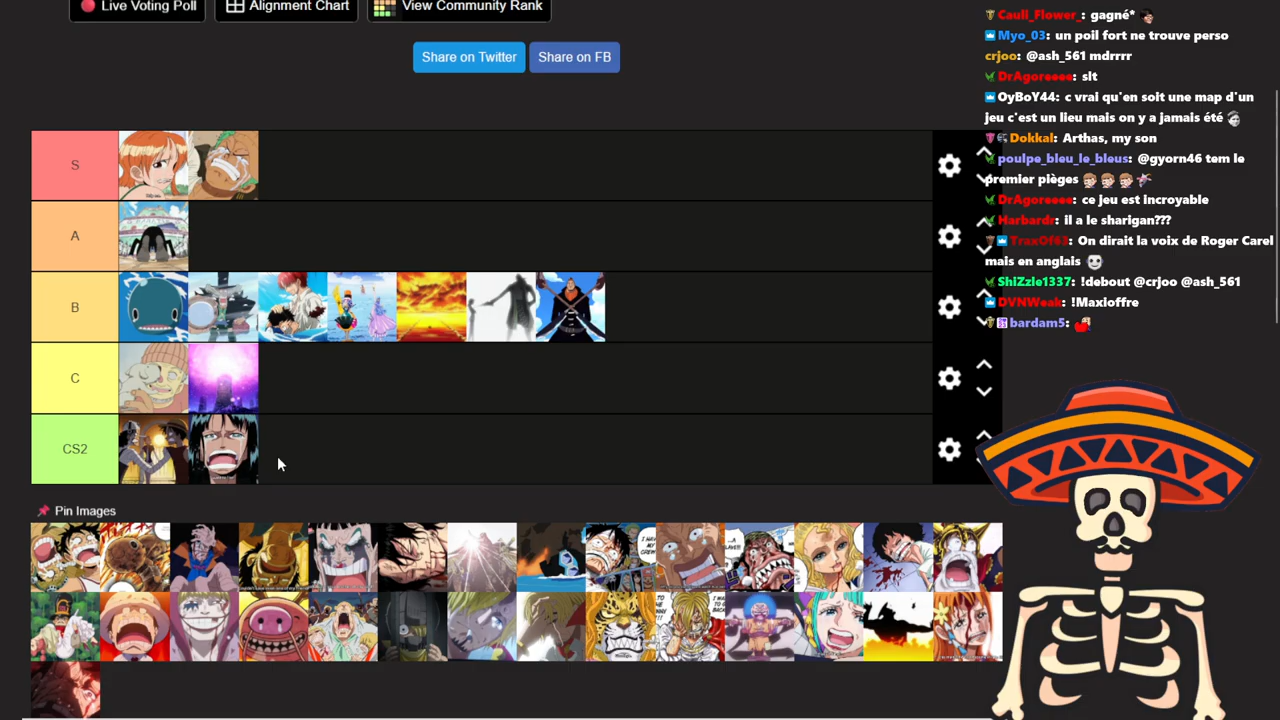 Live Voting Poll
Alignment Chart
View Community Rank
Share on Twitter
Share on FB
S
A
B
C
CS2
Pin Images
Caull_Flower_: gagné*
Myo_03: un poil fort ne trouve perso
crjoo: @ash_561 mdrrrr
DrAgoreeee: slt
OyBoY44: c vrai qu'en soit une map d'un
jeu c'est un lieu mais on y a jamais été
Dokkal: Arthas, my son
poulpe_bleu_le_bleus: @gyorn46 tem le
premier pièges
DrAgoreeee: ce jeu est incroyable
Harbardr: il a le sharigan???
TraxOf63: On dirait la voix de Roger Carel
mais en anglais
ShiZzle1337: !debout @crjoo @ash_561
DVNWeak: !Maxioffre
bardam5: